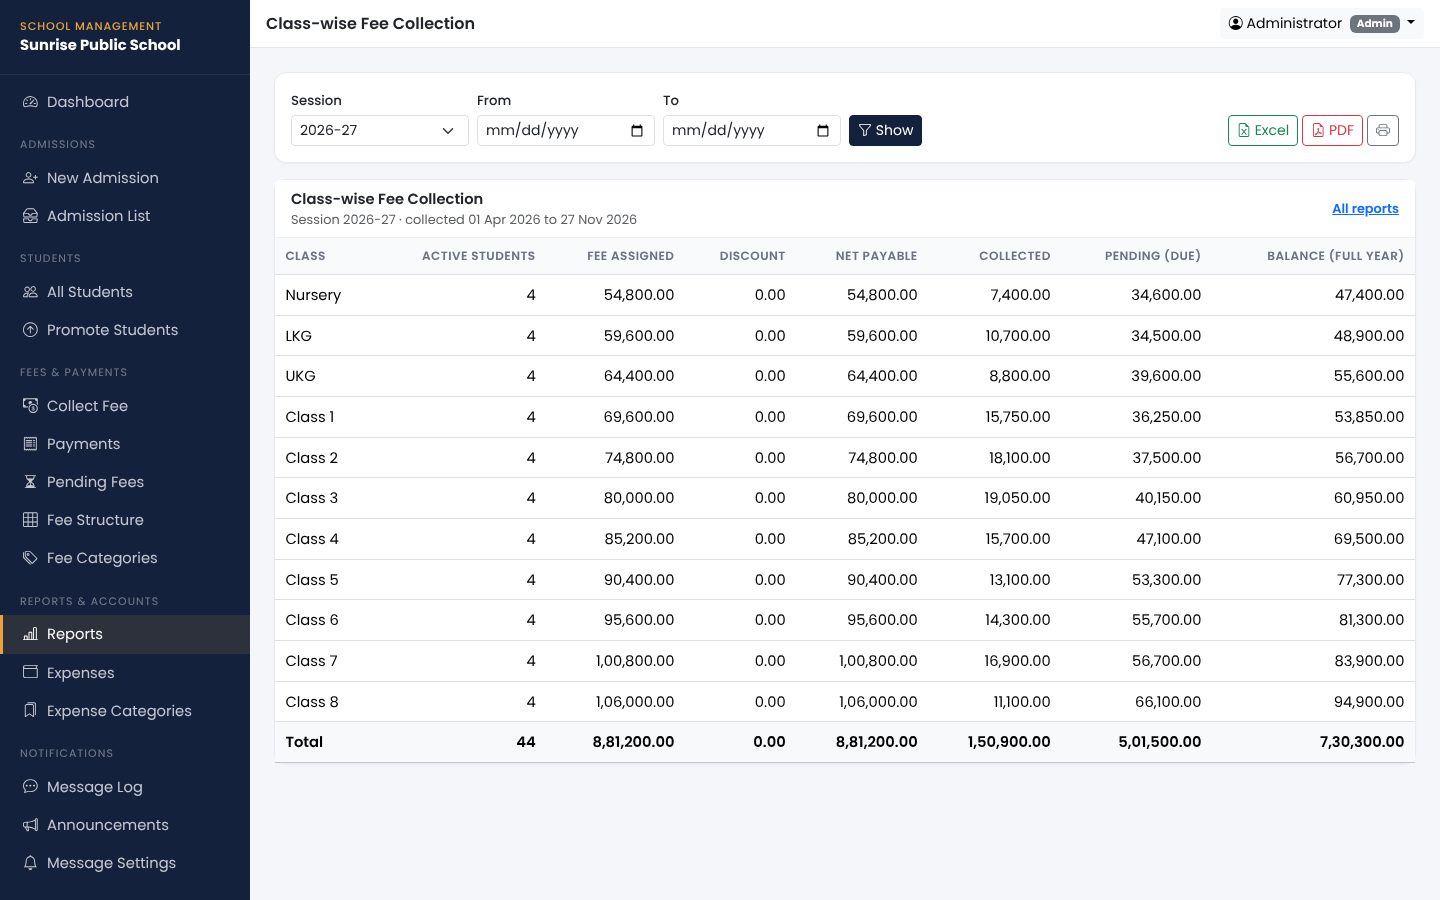 SCHOOL MANAGEMENT
Sunrise Public School
Dashboard
ADMISSIONS
New Admission
Admission List
STUDENTS
All Students
Promote Students
FEES & PAYMENTS
Collect Fee
Payments
Pending Fees
Fee Structure
Fee Categories
REPORTS & ACCOUNTS
Reports
Expenses
Expense Categories
NOTIFICATIONS
Message Log
Announcements
Message Settings
Class-wise Fee Collection
Administrator Admin
Session From To
2026-27 mm/dd/yyyy mm/dd/yyyy Show Excel PDF
Class-wise Fee Collection
Session 2026-27 · collected 01 Apr 2026 to 27 Nov 2026
All reports
CLASS ACTIVE STUDENTS FEE ASSIGNED DISCOUNT NET PAYABLE COLLECTED PENDING (DUE) BALANCE (FULL YEAR)
Nursery 4 54,800.00 0.00 54,800.00 7,400.00 34,600.00 47,400.00
LKG 4 59,600.00 0.00 59,600.00 10,700.00 34,500.00 48,900.00
UKG 4 64,400.00 0.00 64,400.00 8,800.00 39,600.00 55,600.00
Class 1 4 69,600.00 0.00 69,600.00 15,750.00 36,250.00 53,850.00
Class 2 4 74,800.00 0.00 74,800.00 18,100.00 37,500.00 56,700.00
Class 3 4 80,000.00 0.00 80,000.00 19,050.00 40,150.00 60,950.00
Class 4 4 85,200.00 0.00 85,200.00 15,700.00 47,100.00 69,500.00
Class 5 4 90,400.00 0.00 90,400.00 13,100.00 53,300.00 77,300.00
Class 6 4 95,600.00 0.00 95,600.00 14,300.00 55,700.00 81,300.00
Class 7 4 1,00,800.00 0.00 1,00,800.00 16,900.00 56,700.00 83,900.00
Class 8 4 1,06,000.00 0.00 1,06,000.00 11,100.00 66,100.00 94,900.00
Total 44 8,81,200.00 0.00 8,81,200.00 1,50,900.00 5,01,500.00 7,30,300.00